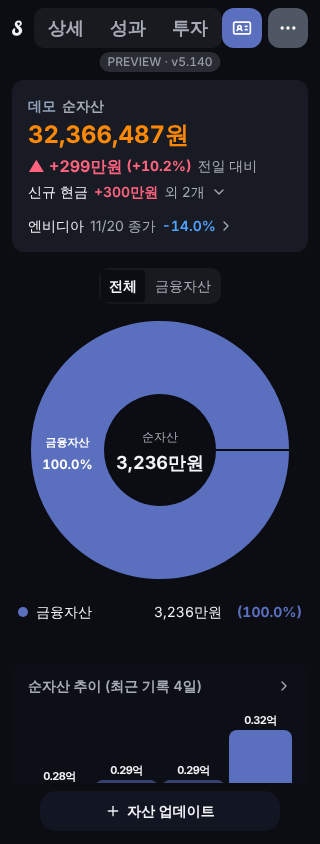 상세 성과 투자
PREVIEW · v5.140
데모 순자산
32,366,487원
▲ +299만원 (+10.2%) 전일 대비
신규 현금 +300만원 외 2개
엔비디아 11/20 종가 -14.0%
전체 금융자산
금융자산
100.0%
순자산
3,236만원
금융자산 3,236만원 (100.0%)
순자산 추이 (최근 기록 4일)
0.28억 0.29억 0.29억 0.32억
+ 자산 업데이트